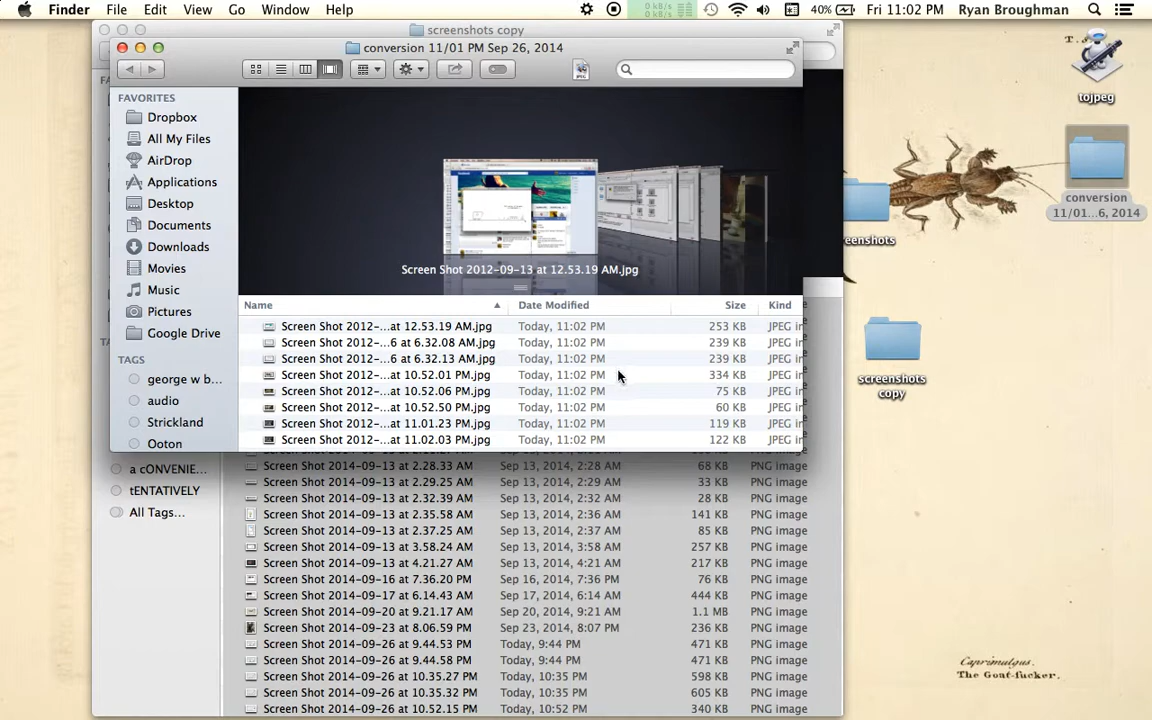 Finder File Edit View Go Window Help
0 kB/s
0 kB/s
40% Fri 11:02 PM Ryan Broughman
screenshots copy
conversion 11/01 PM Sep 26, 2014
JPEG
FAVORITES
Dropbox
All My Files
AirDrop
Applications
Desktop
Documents
Downloads
Movies
Music
Pictures
Google Drive
TAGS
george w b...
audio
Strickland
Ooton
a cONVENIE...
tENTATIVELY
All Tags...
Screen Shot 2012-09-13 at 12.53.19 AM.jpg
Name Date Modified Size Kind
Screen Shot 2012-...at 12.53.19 AM.jpg Today, 11:02 PM 253 KB JPEG in
Screen Shot 2012-...6 at 6.32.08 AM.jpg Today, 11:02 PM 239 KB JPEG in
Screen Shot 2012-...6 at 6.32.13 AM.jpg Today, 11:02 PM 239 KB JPEG in
Screen Shot 2012-...at 10.52.01 PM.jpg Today, 11:02 PM 334 KB JPEG in
Screen Shot 2012-...at 10.52.06 PM.jpg Today, 11:02 PM 75 KB JPEG in
Screen Shot 2012-...at 10.52.50 PM.jpg Today, 11:02 PM 60 KB JPEG in
Screen Shot 2012-...at 11.01.23 PM.jpg Today, 11:02 PM 119 KB JPEG in
Screen Shot 2012-...at 11.02.03 PM.jpg Today, 11:02 PM 122 KB JPEG in
Screen Shot 2014-09-13 at 2.28.33 AM Sep 13, 2014, 2:28 AM 68 KB PNG image
Screen Shot 2014-09-13 at 2.29.25 AM Sep 13, 2014, 2:29 AM 33 KB PNG image
Screen Shot 2014-09-13 at 2.32.39 AM Sep 13, 2014, 2:32 AM 28 KB PNG image
Screen Shot 2014-09-13 at 2.35.58 AM Sep 13, 2014, 2:36 AM 141 KB PNG image
Screen Shot 2014-09-13 at 2.37.25 AM Sep 13, 2014, 2:37 AM 85 KB PNG image
Screen Shot 2014-09-13 at 3.58.24 AM Sep 13, 2014, 3:58 AM 257 KB PNG image
Screen Shot 2014-09-13 at 4.21.27 AM Sep 13, 2014, 4:21 AM 217 KB PNG image
Screen Shot 2014-09-16 at 7.36.20 PM Sep 16, 2014, 7:36 PM 76 KB PNG image
Screen Shot 2014-09-17 at 6.14.43 AM Sep 17, 2014, 6:14 AM 444 KB PNG image
Screen Shot 2014-09-20 at 9.21.17 AM Sep 20, 2014, 9:21 AM 1.1 MB PNG image
Screen Shot 2014-09-23 at 8.06.59 PM Sep 23, 2014, 8:07 PM 236 KB PNG image
Screen Shot 2014-09-26 at 9.44.53 PM Today, 9:44 PM 471 KB PNG image
Screen Shot 2014-09-26 at 9.44.58 PM Today, 9:44 PM 471 KB PNG image
Screen Shot 2014-09-26 at 10.35.27 PM Today, 10:35 PM 598 KB PNG image
Screen Shot 2014-09-26 at 10.35.32 PM Today, 10:35 PM 605 KB PNG image
Screen Shot 2014-09-26 at 10.52.15 PM Today, 10:52 PM 340 KB PNG image
tojpeg
conversion
11/01...6, 2014
eenshots
screenshots
copy
Caprimulgus.
The Goat-fucker.